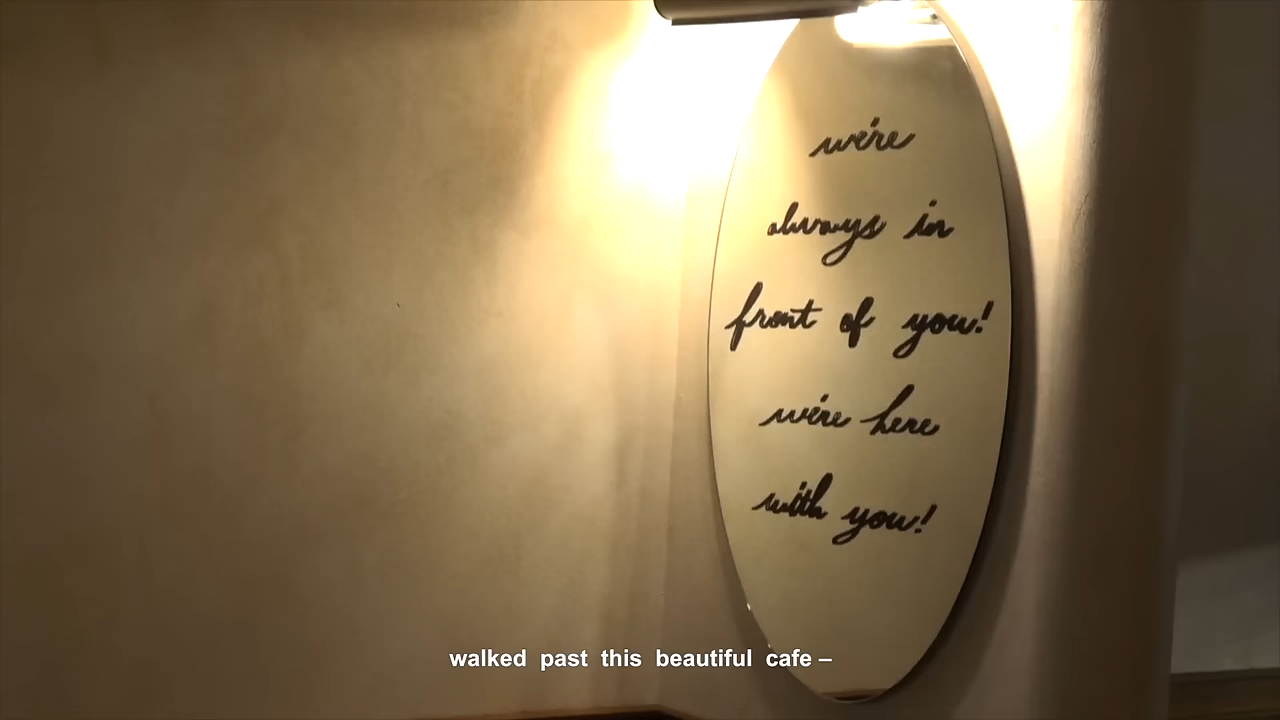 we're
always in
front of you!
we're here
with you!
walked past this beautiful cafe –